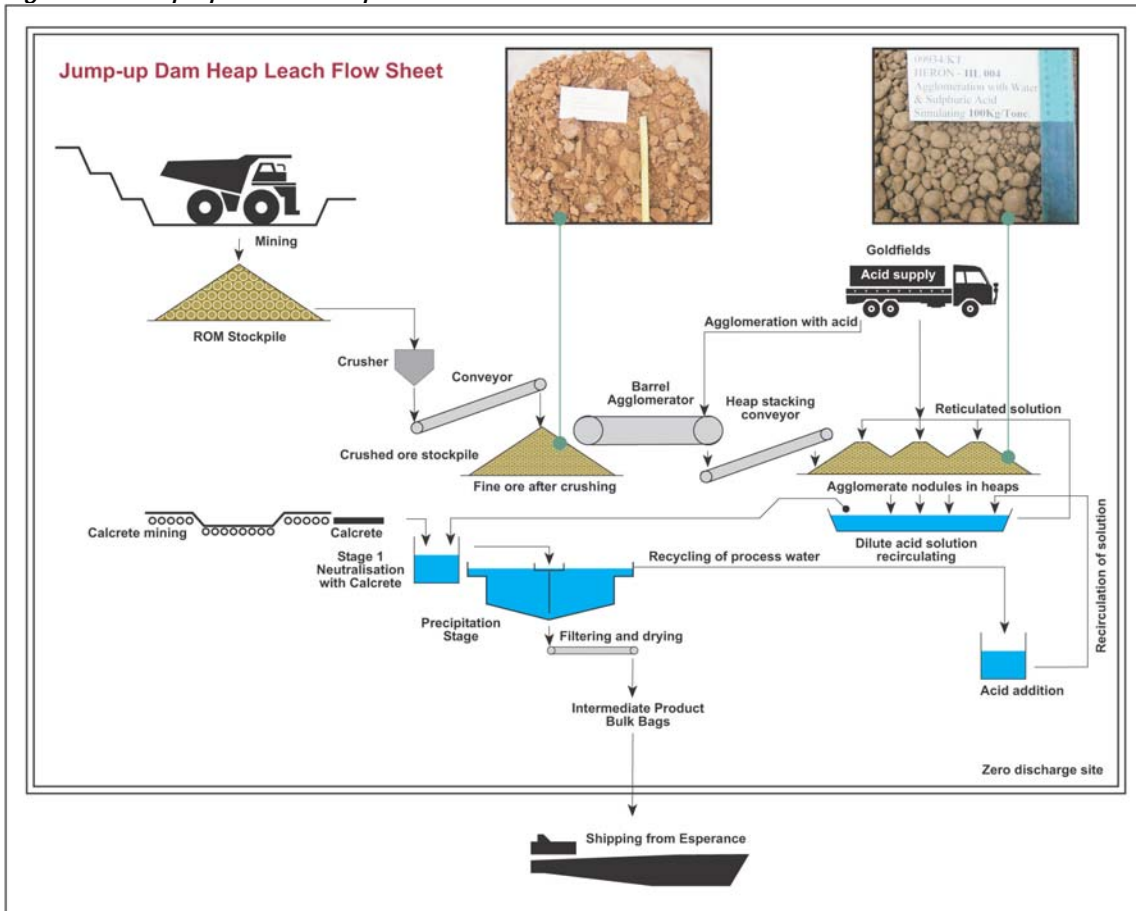 Jump-up Dam Heap Leach Flow Sheet
09934/KT
HERON - HL 004
Agglomeration with Water
& Sulphuric Acid
Simulating 100Kg/Tone.
Mining
ROM Stockpile
Goldfields
Acid supply
Agglomeration with acid
Crusher
Conveyor
Barrel
Agglomerator
Heap stacking
conveyor
Reticulated solution
Crushed ore stockpile
Fine ore after crushing
Agglomerate nodules in heaps
Calcrete mining
Calcrete
Stage 1
Neutralisation
with Calcrete
Dilute acid solution
recirculating
Recycling of process water
Recirculation of solution
Precipitation
Stage
Filtering and drying
Acid addition
Intermediate Product
Bulk Bags
Zero discharge site
Shipping from Esperance